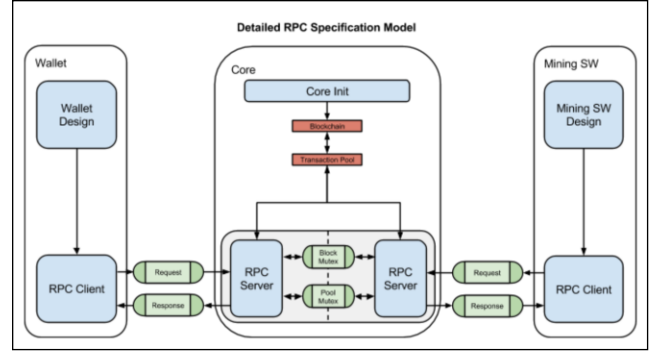 Detailed RPC Specification Model
Wallet
Wallet
Design
RPC Client
Request
Response
Core
Core Init
Blockchain
Transaction Pool
RPC
Server
Block
Mutex
Pool
Mutex
RPC
Server
Request
Response
Mining SW
Mining SW
Design
RPC Client